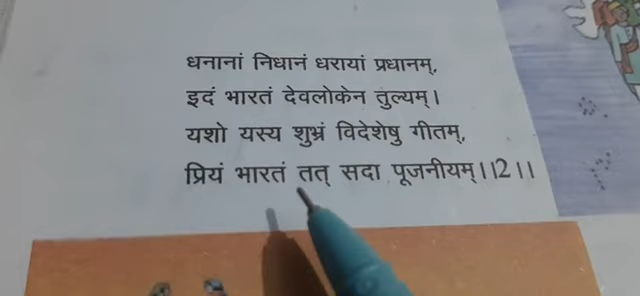 धनानां निधानं धरायां प्रधानम्,
इदं भारतं देवलोकेन तुल्यम्।
यशो यस्य शुभ्रं विदेशेषु गीतम्,
प्रियं भारतं तत् सदा पूजनीयम्।।2।।